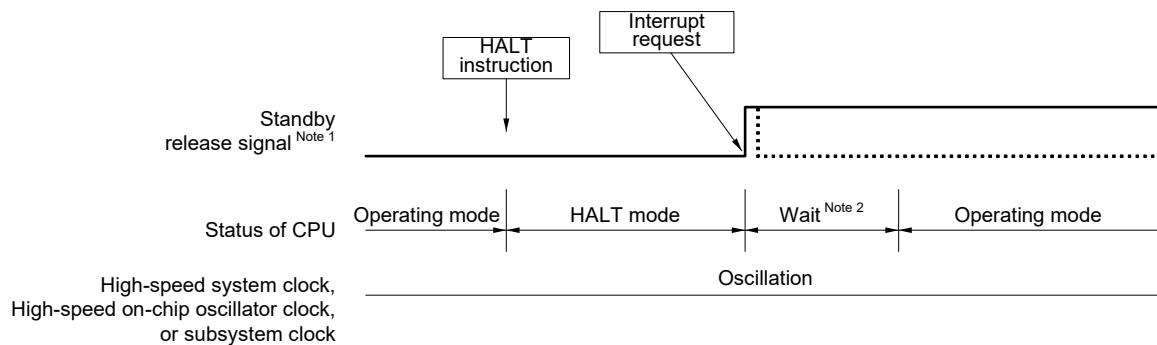 HALT
instruction
Interrupt
request
Standby
release signal Note 1
Status of CPU
Operating mode
HALT mode
Wait Note 2
Operating mode
High-speed system clock,
High-speed on-chip oscillator clock,
or subsystem clock
Oscillation